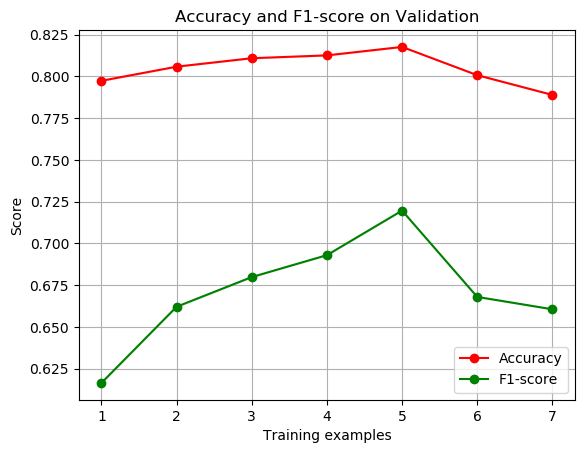 Accuracy and F1-score on Validation
0.825
0.800
0.775
0.750
0.725
0.700
0.675
0.650
0.625
Score
1 2 3 4 5 6 7
Training examples
Accuracy
F1-score